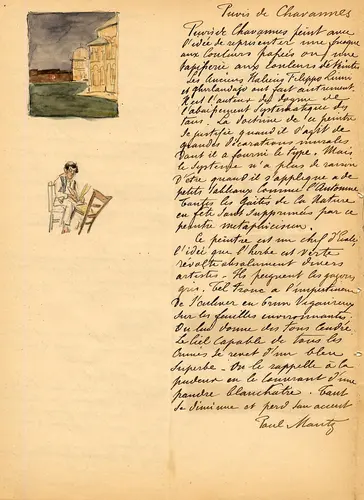 Puvis de Chavannes
Puvis de Chavannes peint avec
l'idée de représenter une fresque
aux couleurs passées ou une
tapisserie aux couleurs déteintes
Les Anciens Italiens Filippo Lippi
et Ghirlandajo ont fait autrement
Il est l'auteur du dogme de
l'abaissement systématique des
tons. La doctrine de ce peintre
se justifie quand il s'agit de
grandes décorations murales
dont il a fourni le type. Mais
le système n'a plus de raison
d'être quand il s'applique a de
petits tableaux comme l'Automne
toutes les gaités de la Nature
en fête sont supprimées par ce
peintre métaphysicien.
Le peintre est un chef d'Ecole
l'idée que l'herbe est verte
révolte absolument divers
artistes. Ils peignent les gazons
gris. Tel tronc a l'impertinence
de s'enlever en brun vigoureux
sur les feuilles environnantes.
On lui donne des tons cendrés
Le Ciel capable de tous les
crimes se revet d'un bleu
superbe - On le rappelle à la
pudeur en le couvrant d'une
poudre blanchatre. Tout
se diminue et perd son accent
Paul Mantz